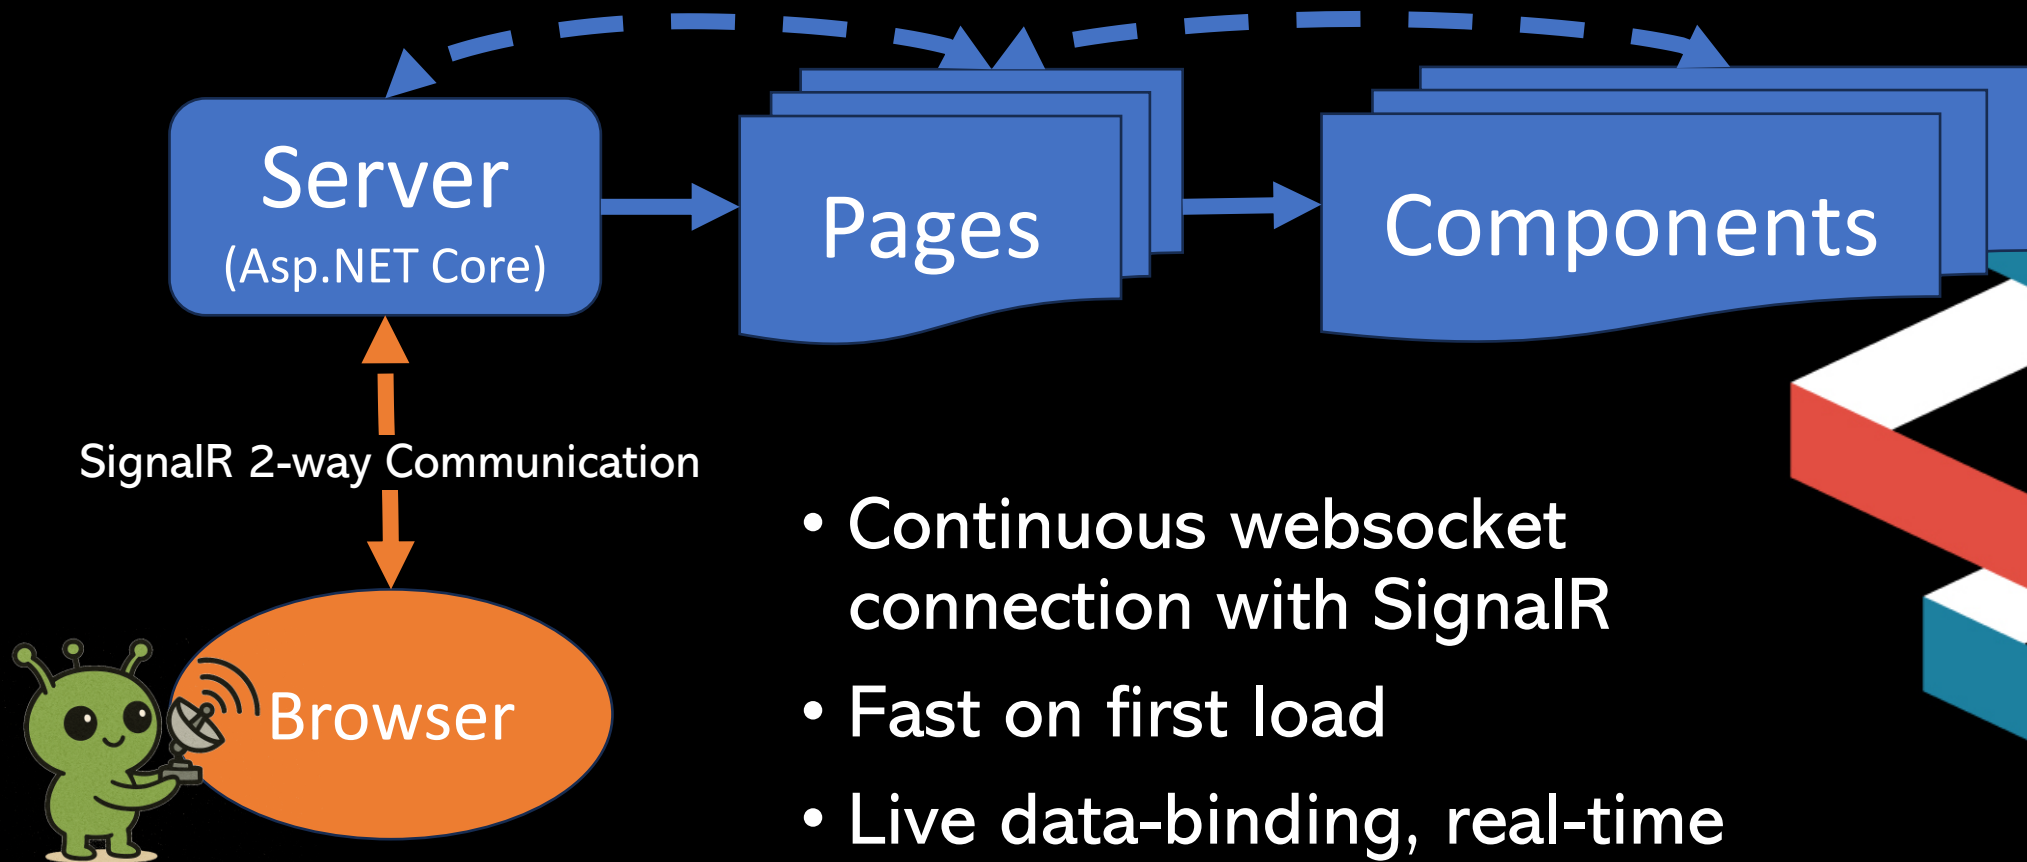 Server
(Asp.NET Core)
Pages
Components
SignalR 2-way Communication
Browser
• Continuous websocket
connection with SignalR
• Fast on first load
• Live data-binding, real-time